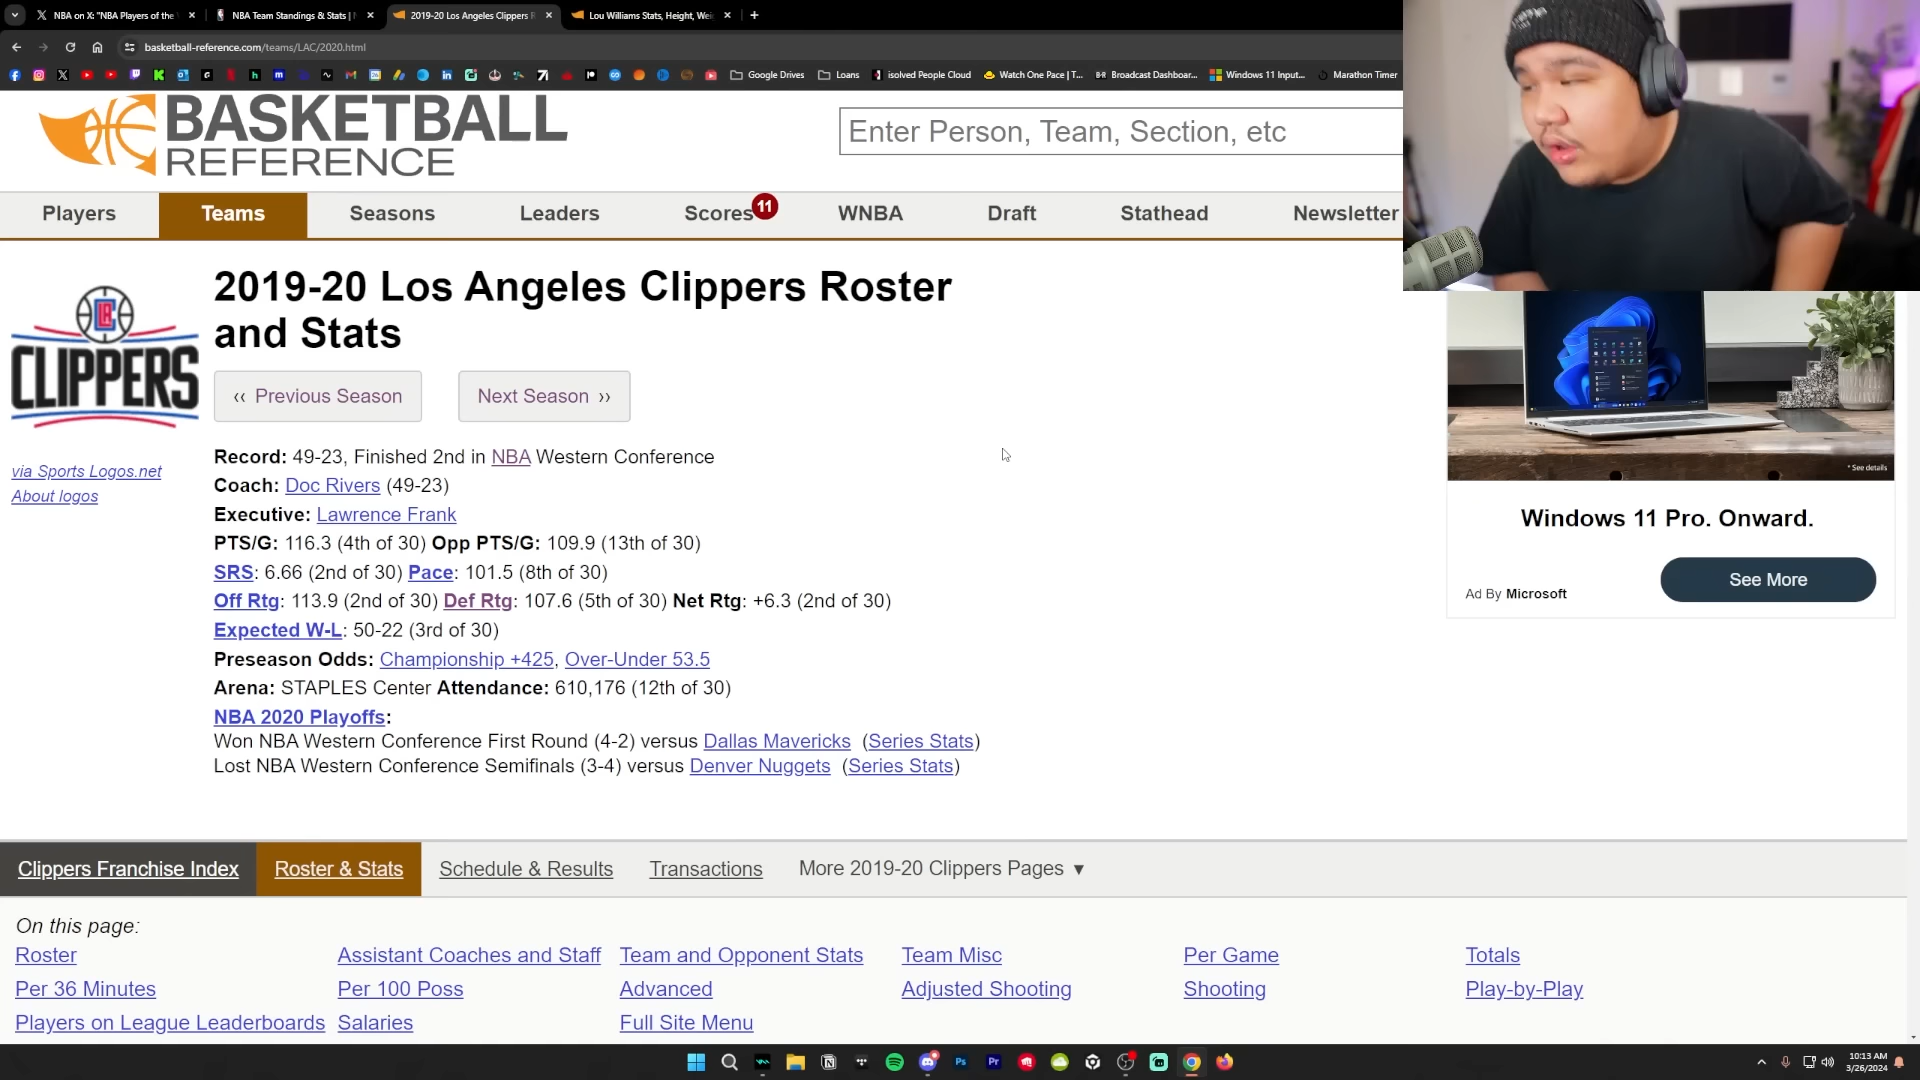 NBA on X: "NBA Players of the
NBA Team Standings & Stats |
2019-20 Los Angeles Clippers R
Lou Williams Stats, Height, Wei
basketball-reference.com/teams/LAC/2020.html
Google Drives
Loans
isolved People Cloud
Watch One Pace | T...
Broadcast Dashboar...
Windows 11 Input...
Marathon Timer
BASKETBALL
REFERENCE
Enter Person, Team, Section, etc
Players
Teams
Seasons
Leaders
Scores 11
WNBA
Draft
Stathead
Newsletter
2019-20 Los Angeles Clippers Roster
and Stats
LA
CLIPPERS
‹‹ Previous Season
Next Season ››
via Sports Logos.net
About logos
Record: 49-23, Finished 2nd in NBA Western Conference
Coach: Doc Rivers (49-23)
Executive: Lawrence Frank
PTS/G: 116.3 (4th of 30) Opp PTS/G: 109.9 (13th of 30)
SRS: 6.66 (2nd of 30) Pace: 101.5 (8th of 30)
Off Rtg: 113.9 (2nd of 30) Def Rtg: 107.6 (5th of 30) Net Rtg: +6.3 (2nd of 30)
Expected W-L: 50-22 (3rd of 30)
Preseason Odds: Championship +425, Over-Under 53.5
Arena: STAPLES Center Attendance: 610,176 (12th of 30)
NBA 2020 Playoffs:
Won NBA Western Conference First Round (4-2) versus Dallas Mavericks (Series Stats)
Lost NBA Western Conference Semifinals (3-4) versus Denver Nuggets (Series Stats)
* See details
Windows 11 Pro. Onward.
Ad By Microsoft
See More
Clippers Franchise Index
Roster & Stats
Schedule & Results
Transactions
More 2019-20 Clippers Pages ▼
On this page:
Roster
Assistant Coaches and Staff
Team and Opponent Stats
Team Misc
Per Game
Totals
Per 36 Minutes
Per 100 Poss
Advanced
Adjusted Shooting
Shooting
Play-by-Play
Players on League Leaderboards
Salaries
Full Site Menu
10:13 AM
3/26/2024